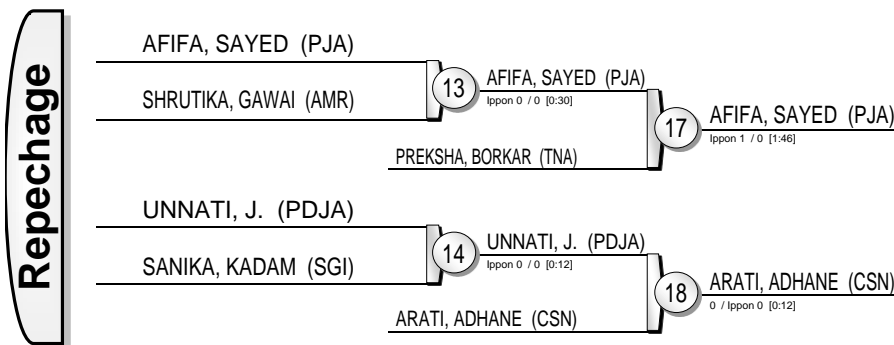 Repechage
AFIFA, SAYED (PJA)
SHRUTIKA, GAWAI (AMR)
13
AFIFA, SAYED (PJA)
Ippon 0 / 0 [0:30]
PREKSHA, BORKAR (TNA)
17
AFIFA, SAYED (PJA)
Ippon 1 / 0 [1:46]
UNNATI, J. (PDJA)
SANIKA, KADAM (SGI)
14
UNNATI, J. (PDJA)
Ippon 0 / 0 [0:12]
ARATI, ADHANE (CSN)
18
ARATI, ADHANE (CSN)
0 / Ippon 0 [0:12]